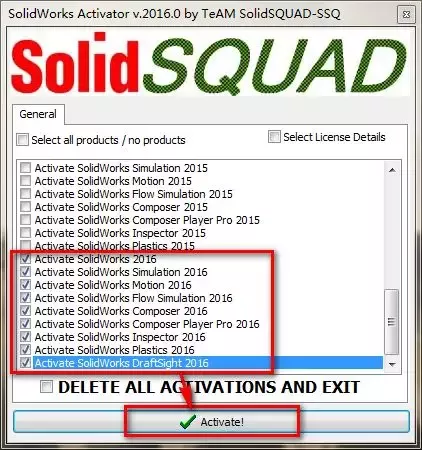 SolidWorks Activator v.2016.0 by TeAM SolidSQUAD-SSQ
SolidSQUAD
General
Select all products / no products
Select License Details
Activate SolidWorks Simulation 2015
Activate SolidWorks Motion 2015
Activate SolidWorks Flow Simulation 2015
Activate SolidWorks Composer 2015
Activate SolidWorks Composer Player Pro 2015
Activate SolidWorks Inspector 2015
Activate SolidWorks Plastics 2015
Activate SolidWorks 2016
Activate SolidWorks Simulation 2016
Activate SolidWorks Motion 2016
Activate SolidWorks Flow Simulation 2016
Activate SolidWorks Composer 2016
Activate SolidWorks Composer Player Pro 2016
Activate SolidWorks Inspector 2016
Activate SolidWorks Plastics 2016
Activate SolidWorks DraftSight 2016
DELETE ALL ACTIVATIONS AND EXIT
Activate!